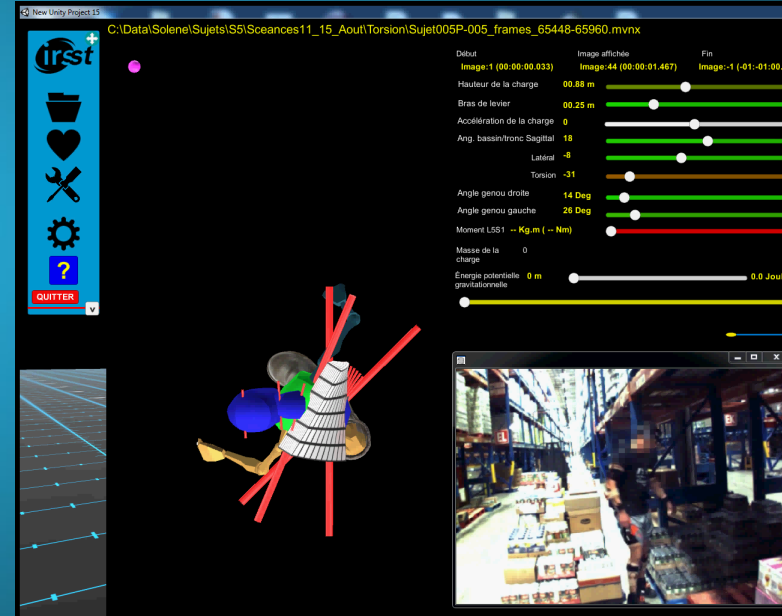 New Unity Project 15
C:\Data\Solene\Sujets\S5\Sceances11_15_Aout\Torsion\Sujet005P-005_frames_65448-65960.mvnx
irsst
Début Image affichée Fin
Image:1 (00:00:00.033) Image:44 (00:00:01.467) Image:-1 (-01:-01:00.
Hauteur de la charge 00.88 m
Bras de levier 00.25 m
Accélération de la charge 0
Ang. bassin/tronc Sagittal 18
Latéral -8
Torsion -31
Angle genou droite 14 Deg
Angle genou gauche 26 Deg
Moment L5S1 -- Kg.m ( -- Nm)
Masse de la charge 0
Énergie potentielle gravitationnelle 0 m 0.0 Joul
?
QUITTER
v